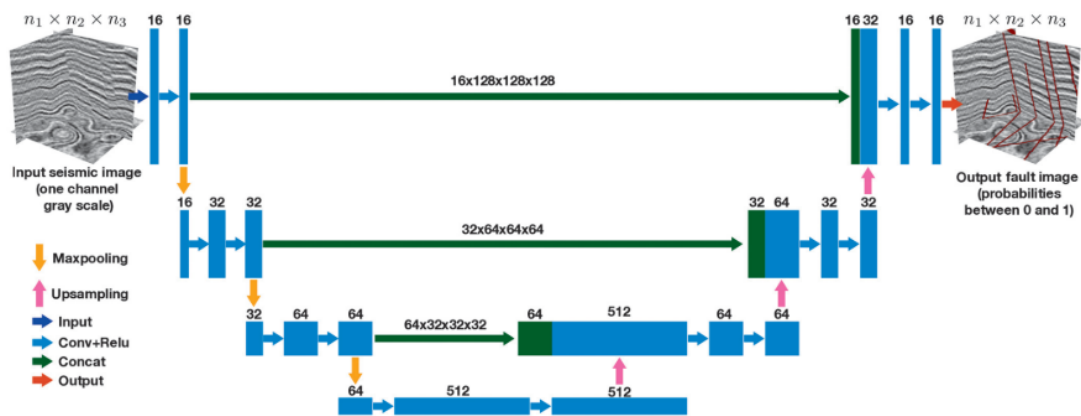 n₁ × n₂ × n₃
16 16
16 32 16 16
n₁ × n₂ × n₃
16x128x128x128
Input seismic image
(one channel
gray scale)
Output fault image
(probabilities
between 0 and 1)
16 32 32
32x64x64x64
32 64 32 32
Maxpooling
Upsampling
Input
Conv+Relu
Concat
Output
32 64 64
64x32x32x32
64 512 64 64
64 512 512